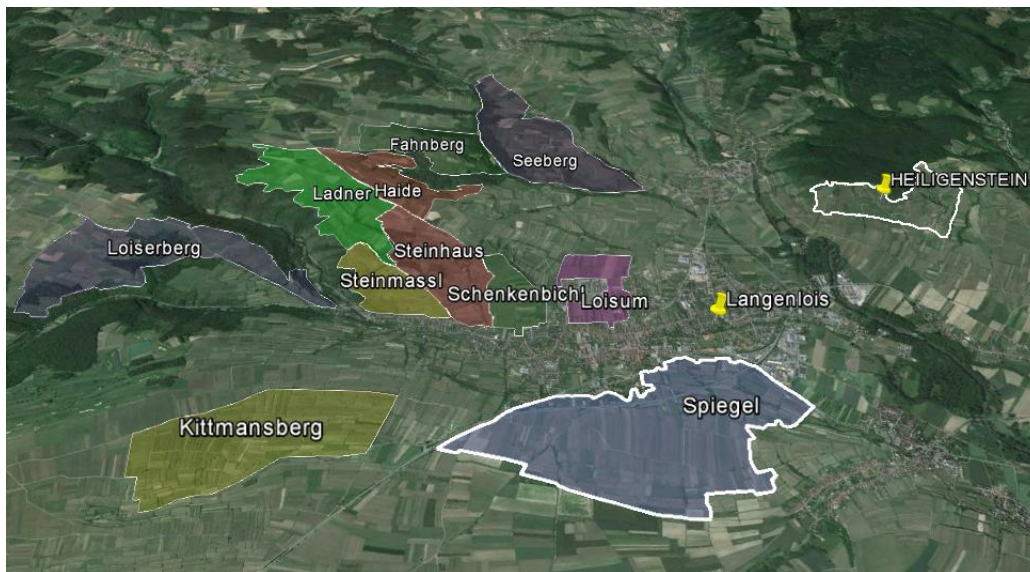 Fahnberg
Seeberg
HEILIGENSTEIN
Ladner
Haide
Loiserberg
Steinhaus
Steinmassl
Schenkenbichl
Loisum
Langenlois
Spiegel
Kittmansberg